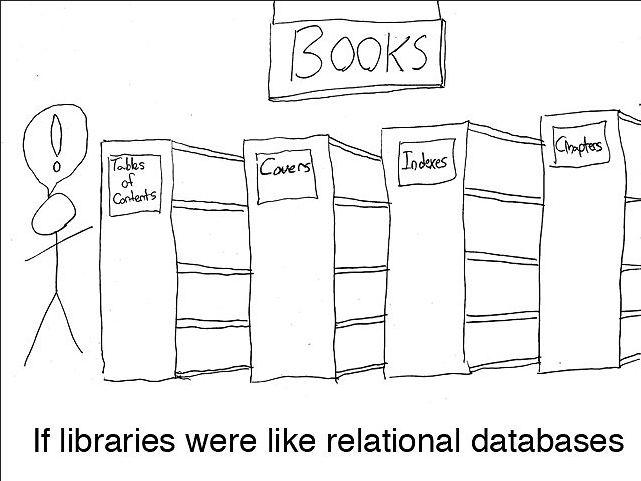 BOOKS
!
Tables
of
Contents
Covers
Indexes
Chapters
If libraries were like relational databases